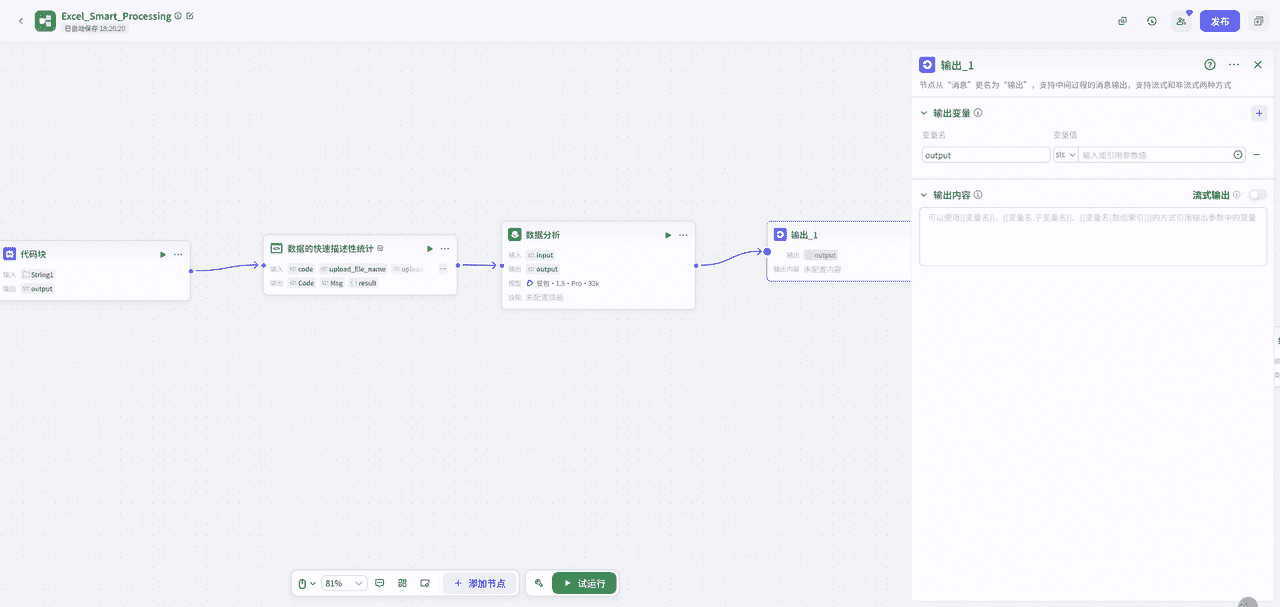 Excel_Smart_Processing
已自动保存 18:20:20
发布
代码块
输入 String1
输出 str. output
数据的快速描述性统计
输入 str. code str. upload_file_name str. upload
输出 str. Code str. Msg result
数据分析
输入 str. input
输出 str. output
模型 豆包·1.5·Pro·32k
技能 未配置技能
输出_1
输出 output
输出内容 未配置内容
81%
添加节点
试运行
输出_1
节点从“消息”更名为“输出”，支持中间过程的消息输出，支持流式和非流式两种方式
输出变量
变量名 变量值
output str. 输入或引用参数值
输出内容 流式输出
可以使用{{变量名}}、{{变量名.子变量名}}、{{变量名[数组索引]}}的方式引用输出参数中的变量